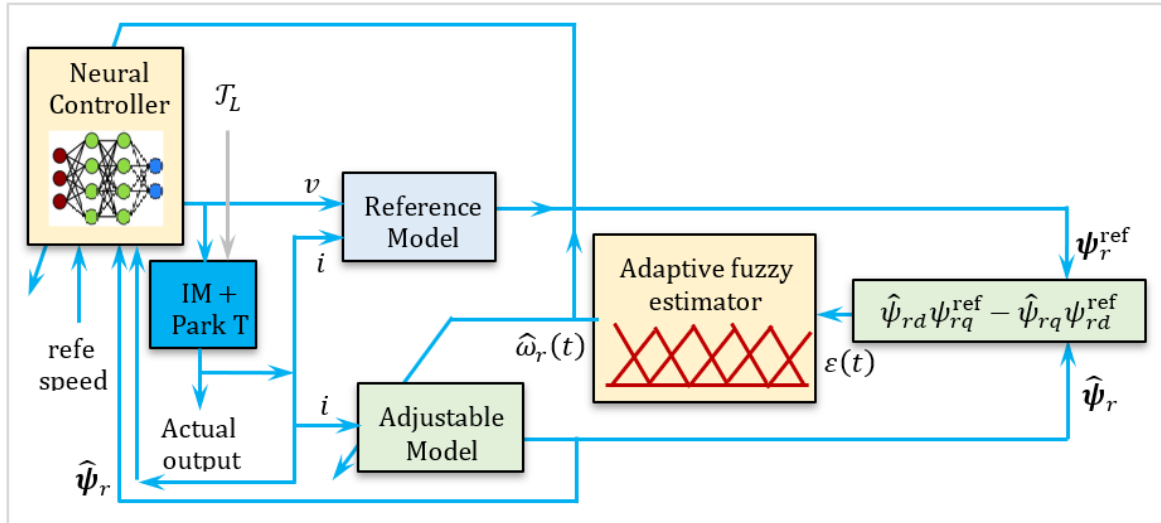 Neural
Controller
𝒯_L
v
i
Reference
Model
ψ_r^ref
IM +
Park T
Adaptive fuzzy
estimator
ψ̂_rd ψ_rq^ref − ψ̂_rq ψ_rd^ref
refe
speed
ω̂_r(t)
ε(t)
i
Adjustable
Model
ψ̂_r
Actual
output
ψ̂_r